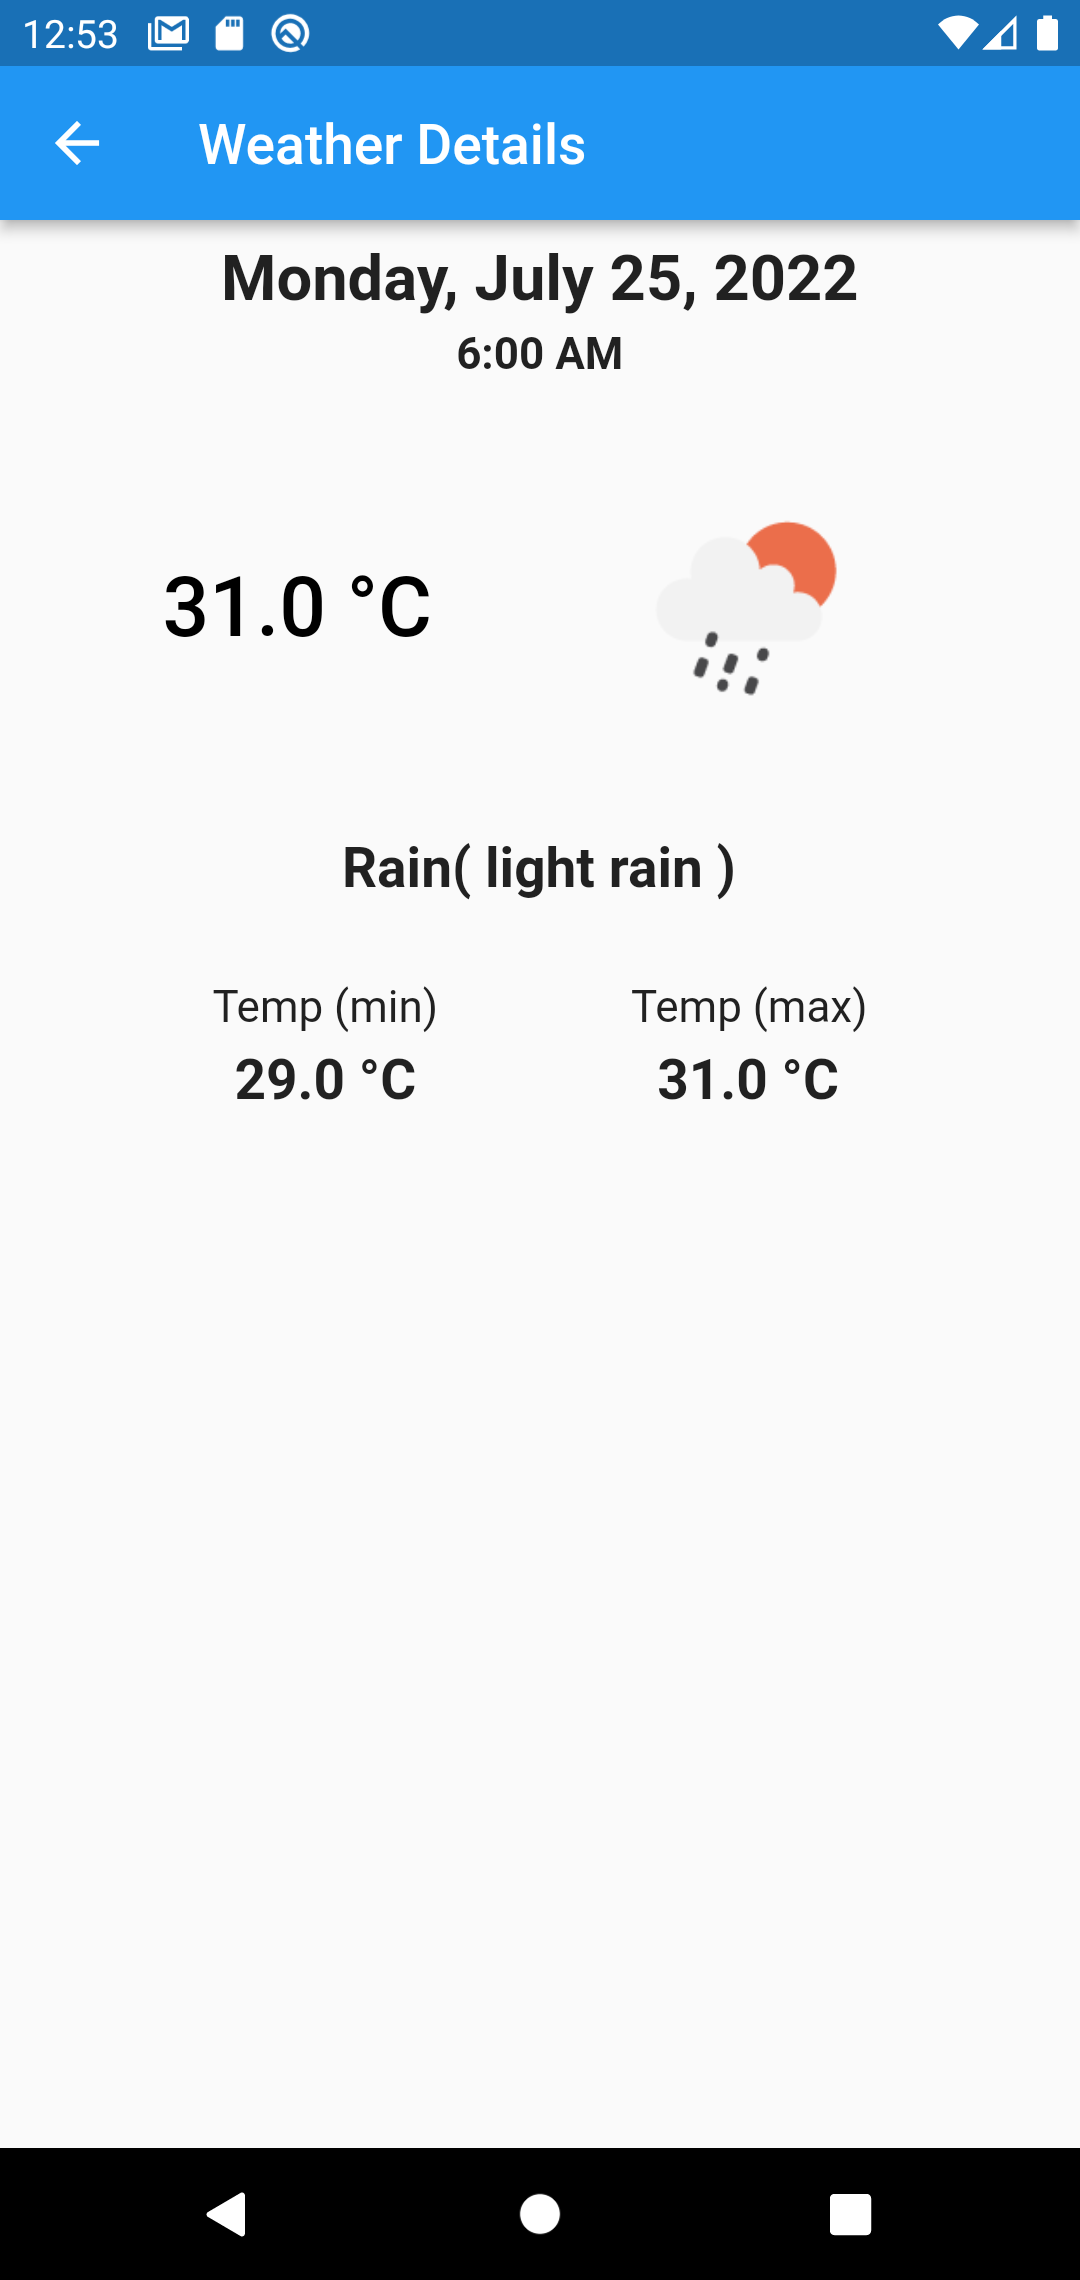 12:53
Weather Details
Monday, July 25, 2022
6:00 AM
31.0 °C
Rain( light rain )
Temp (min) Temp (max)
29.0 °C 31.0 °C